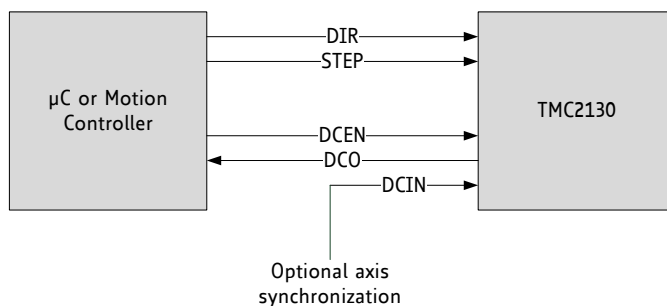 DIR
STEP
µC or Motion
Controller
TMC2130
DCEN
DCO
DCIN
Optional axis
synchronization